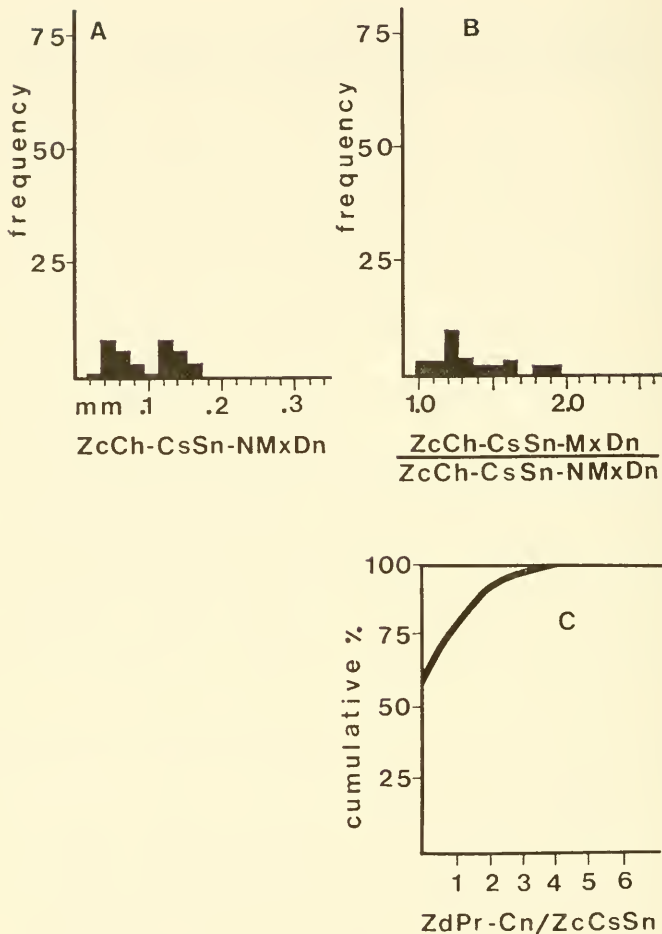 A
75
50
25
frequency
mm .1 .2 .3
ZcCh-CsSn-NMxDn
B
75
50
25
frequency
1.0 2.0
ZcCh-CsSn-MxDn
ZcCh-CsSn-NMxDn
C
100
75
50
25
cumulative %
1 2 3 4 5 6
ZdPr-Cn/ZcCsSn